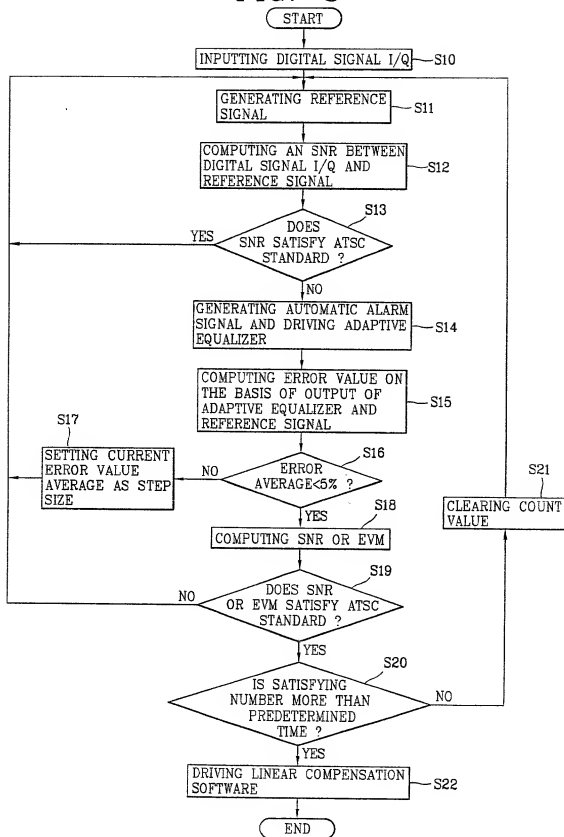 START
INPUTTING DIGITAL SIGNAL I/Q
S10
GENERATING REFERENCE
SIGNAL
S11
COMPUTING AN SNR BETWEEN
DIGITAL SIGNAL I/Q AND
REFERENCE SIGNAL
S12
S13
DOES
SNR SATISFY ATSC
STANDARD ?
YES
NO
GENERATING AUTOMATIC ALARM
SIGNAL AND DRIVING ADAPTIVE
EQUALIZER
S14
COMPUTING ERROR VALUE ON
THE BASIS OF OUTPUT OF
ADAPTIVE EQUALIZER AND
REFERENCE SIGNAL
S15
S16
ERROR
AVERAGE<5% ?
NO
YES
S17
SETTING CURRENT
ERROR VALUE
AVERAGE AS STEP
SIZE
S18
COMPUTING SNR OR EVM
S19
DOES SNR
OR EVM SATISFY ATSC
STANDARD ?
NO
YES
S20
IS SATISFYING
NUMBER MORE THAN
PREDETERMINED
TIME ?
NO
YES
S21
CLEARING COUNT
VALUE
DRIVING LINEAR COMPENSATION
SOFTWARE
S22
END